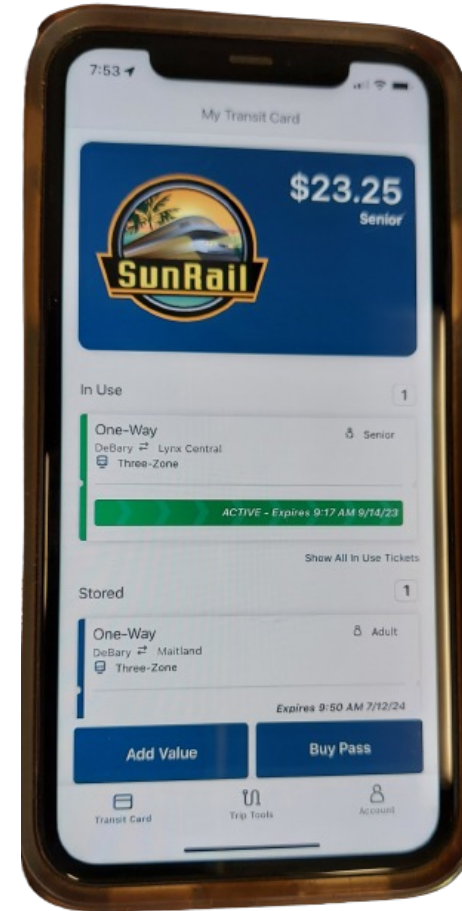 7:53
My Transit Card
$23.25
Senior
SunRail
In Use
1
One-Way
Senior
DeBary ⇄ Lynx Central
Three-Zone
ACTIVE - Expires 9:17 AM 9/14/23
Show All In Use Tickets
Stored
1
One-Way
Adult
DeBary ⇄ Maitland
Three-Zone
Expires 9:50 AM 7/12/24
Add Value
Buy Pass
Transit Card
Trip Tools
Account